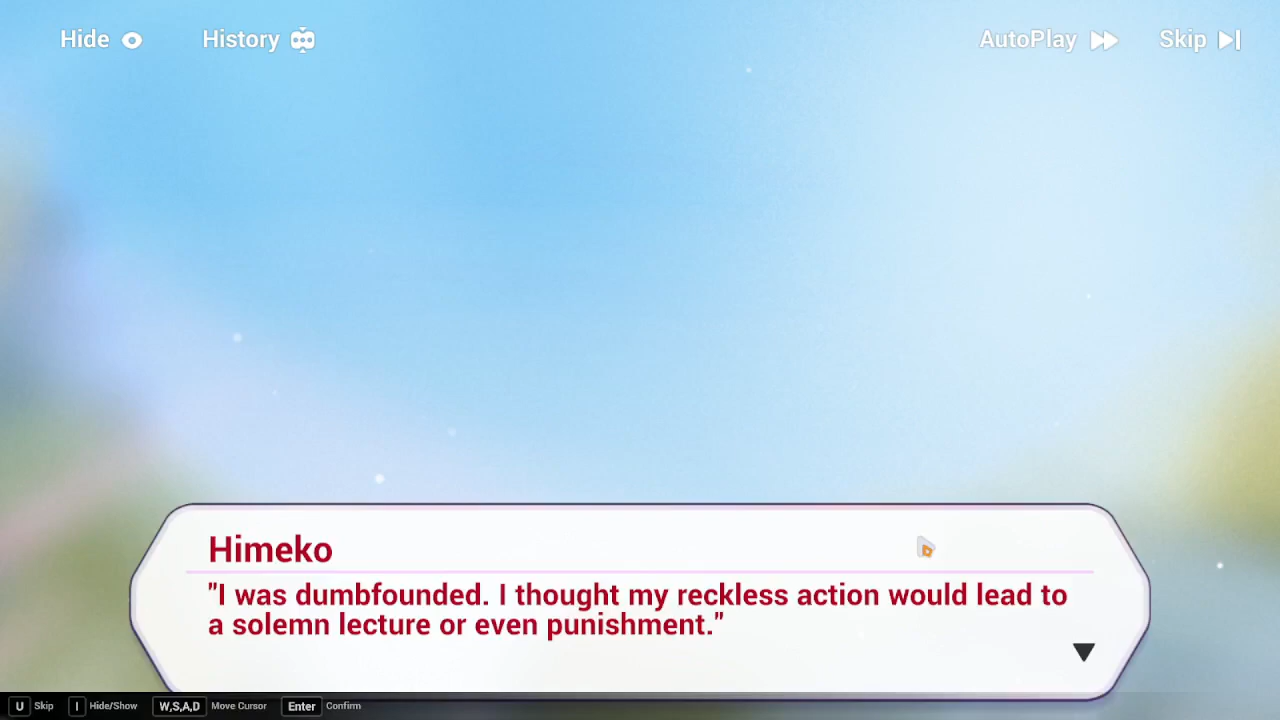 Hide
History
AutoPlay
Skip
Himeko
"I was dumbfounded. I thought my reckless action would lead to
a solemn lecture or even punishment."
U Skip I Hide/Show W,S,A,D Move Cursor Enter Confirm